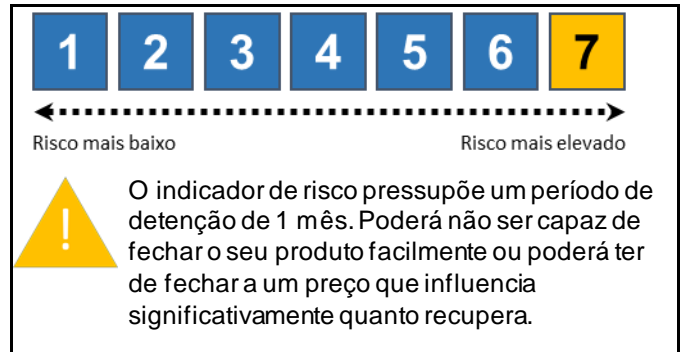 1 2 3 4 5 6 7
Risco mais baixo Risco mais elevado
!
O indicador de risco pressupõe um período de
detenção de 1 mês. Poderá não ser capaz de
fechar o seu produto facilmente ou poderá ter
de fechar a um preço que influencia
significativamente quanto recupera.